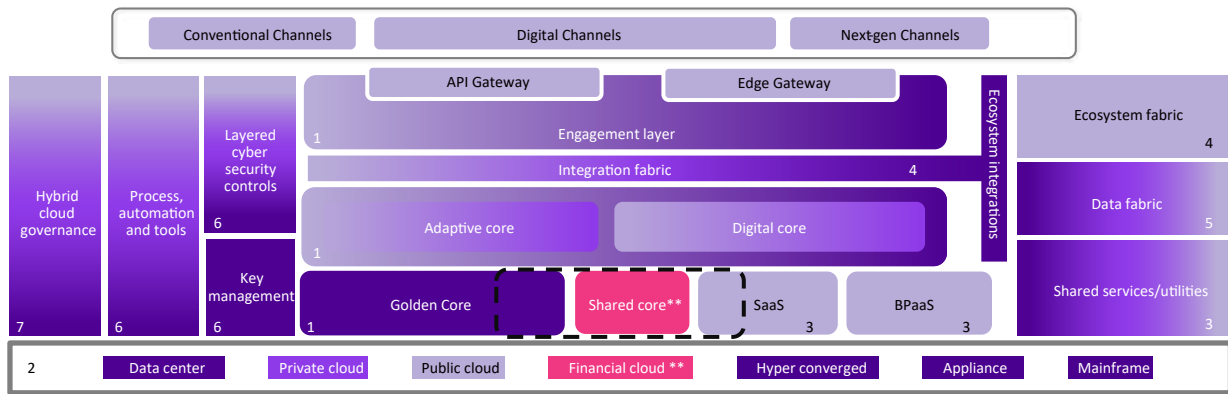 Conventional Channels
Digital Channels
Next-gen Channels
API Gateway
Edge Gateway
1
Engagement layer
Integration fabric
4
Ecosystem integrations
Hybrid
cloud
governance
7
Process,
automation
and tools
6
Layered
cyber
security
controls
6
Key
management
6
Adaptive core
Digital core
1
Golden Core
1
Shared core**
SaaS
3
BPaaS
3
Ecosystem fabric
4
Data fabric
5
Shared services/utilities
3
2
Data center
Private cloud
Public cloud
Financial cloud **
Hyper converged
Appliance
Mainframe